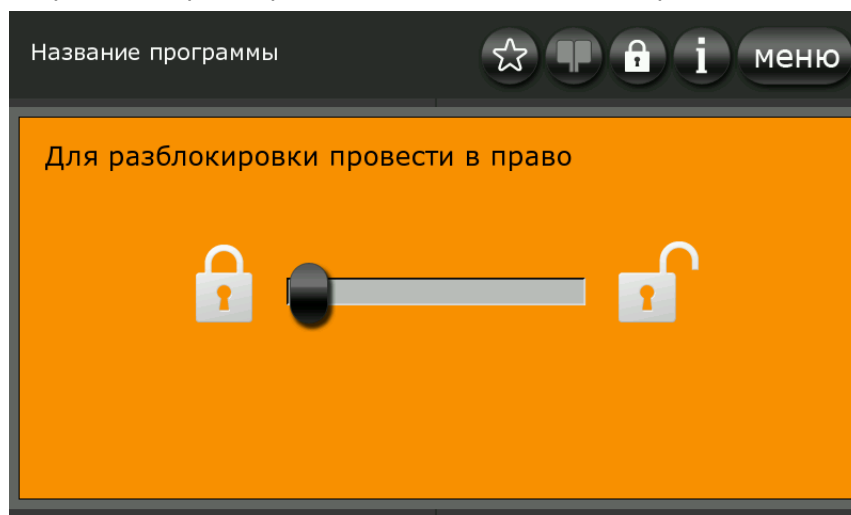 Название программы
i меню
Для разблокировки провести в право